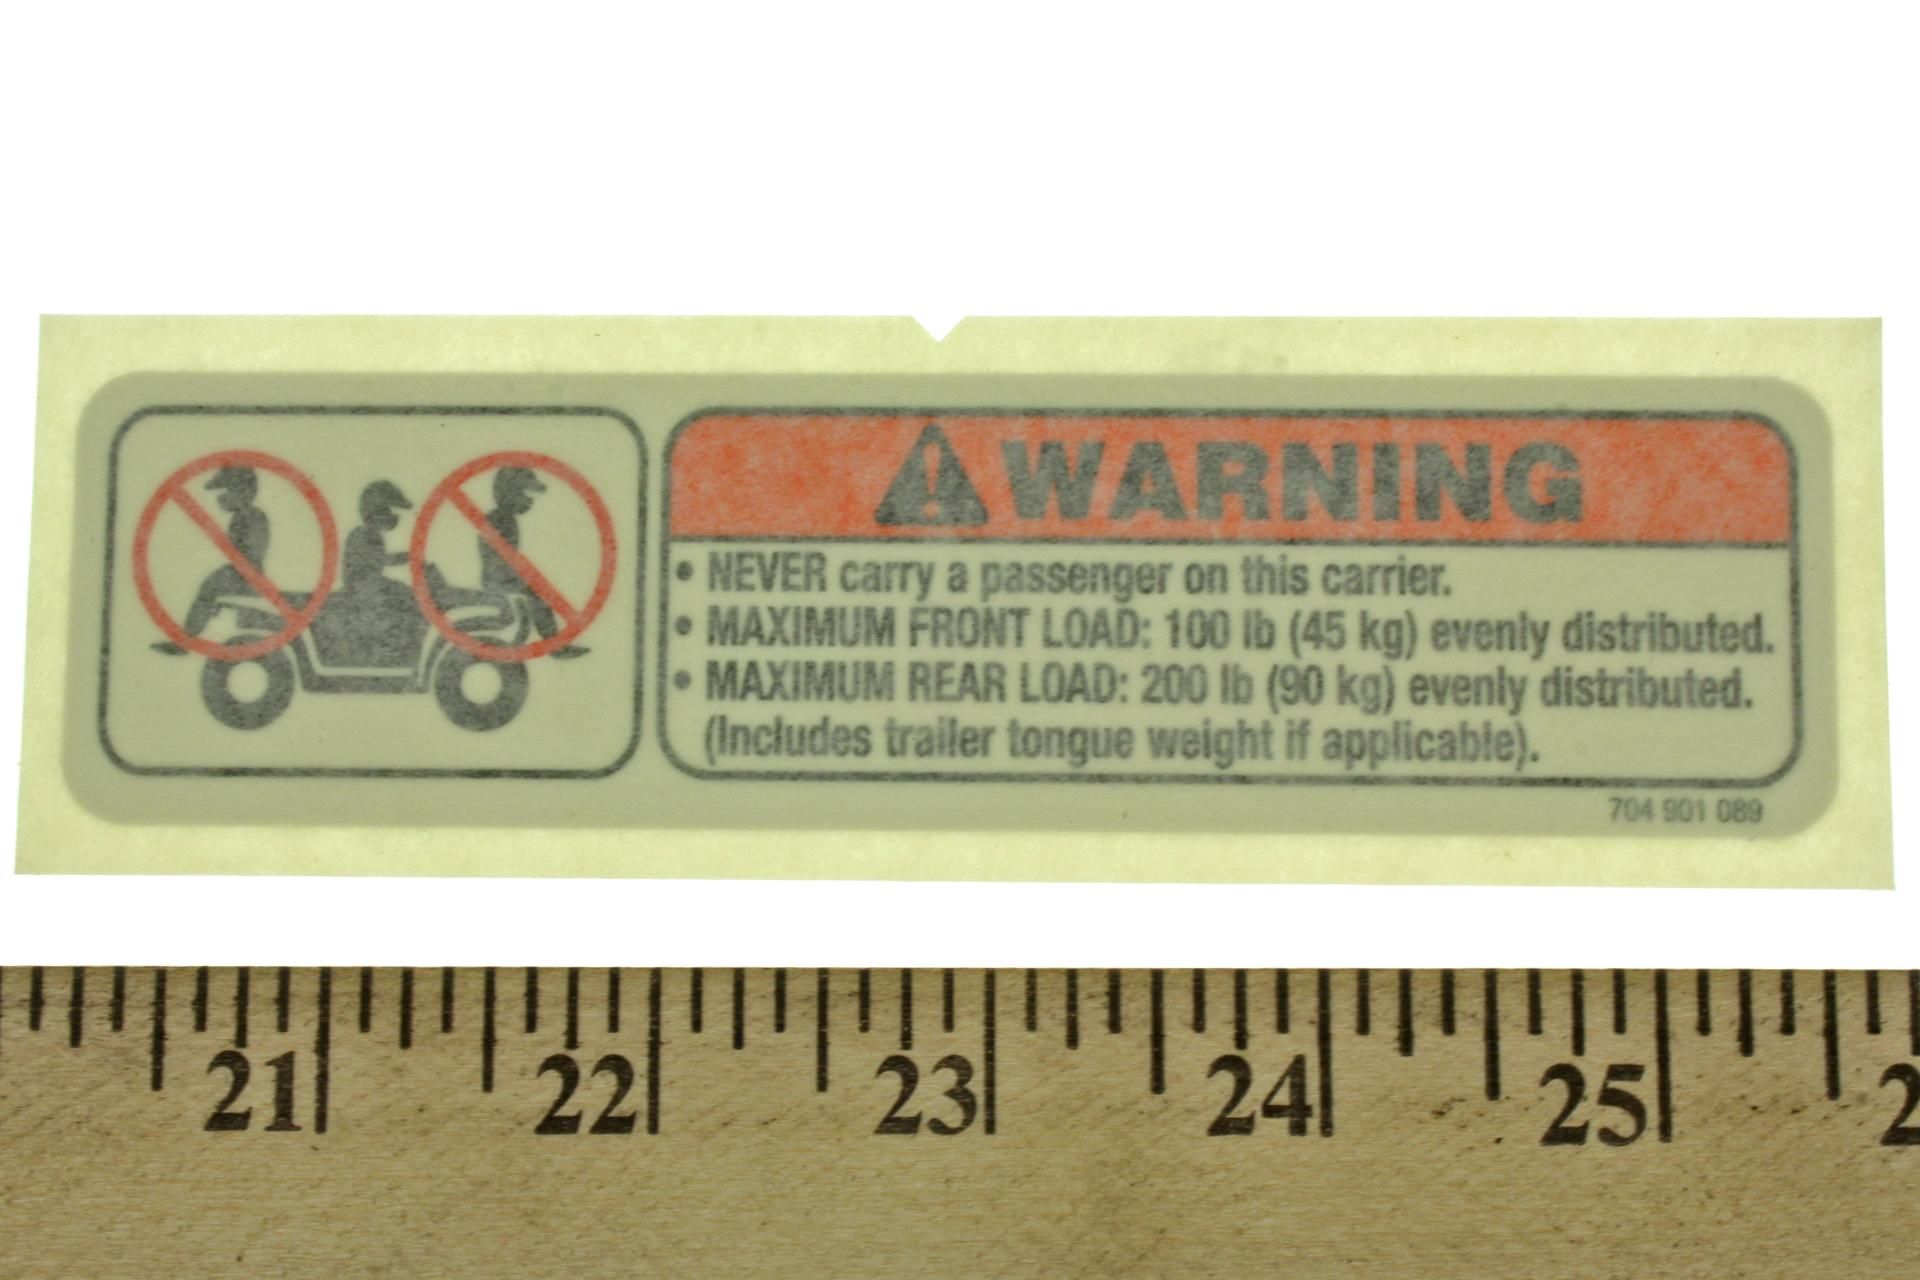 WARNING
• NEVER carry a passenger on this carrier.
• MAXIMUM FRONT LOAD: 100 lb (45 kg) evenly distributed.
• MAXIMUM REAR LOAD: 200 lb (90 kg) evenly distributed.
(Includes trailer tongue weight if applicable).
704 901 089
21 22 23 24 25 2